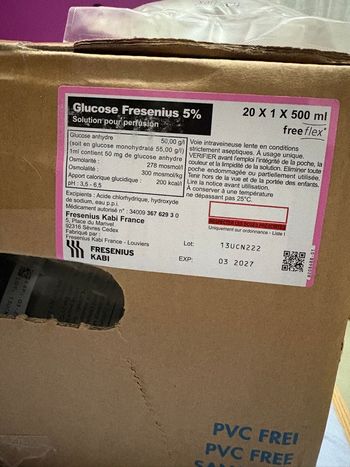 Glucose Fresenius 5%
Solution pour perfusion
20 X 1 X 500 ml
freeflex®
Glucose anhydre 50,00 g/l
(soit en glucose monohydraté 55,00 g/l)
1ml contient 50 mg de glucose anhydre
Osmolarité : 278 mosmol/l
Osmolalité : 300 mosmol/kg
Apport calorique glucidique : 200 kcal/l
pH : 3,5 - 6,5
Excipients : Acide chlorhydrique, hydroxyde
de sodium, eau p.p.i.
Médicament autorisé n° : 34009 367 629 3 0
Fresenius Kabi France
5, Place du Marivel
92316 Sèvres Cedex
Fabriqué par :
Fresenius Kabi France - Louviers
FRESENIUS
KABI
Voie intraveineuse lente en conditions
strictement aseptiques. À usage unique.
VÉRIFIER avant l'emploi l'intégrité de la poche, la
couleur et la limpidité de la solution. Éliminer toute
poche endommagée ou partiellement utilisée.
Tenir hors de la vue et de la portée des enfants.
Lire la notice avant utilisation.
À conserver à une température
ne dépassant pas 25°C.
RESPECTER LES DOSES PRESCRITES
Uniquement sur ordonnance - Liste I
Lot: 13UCN222
EXP: 03 2027
PVC FREI
PVC FREE
SAN